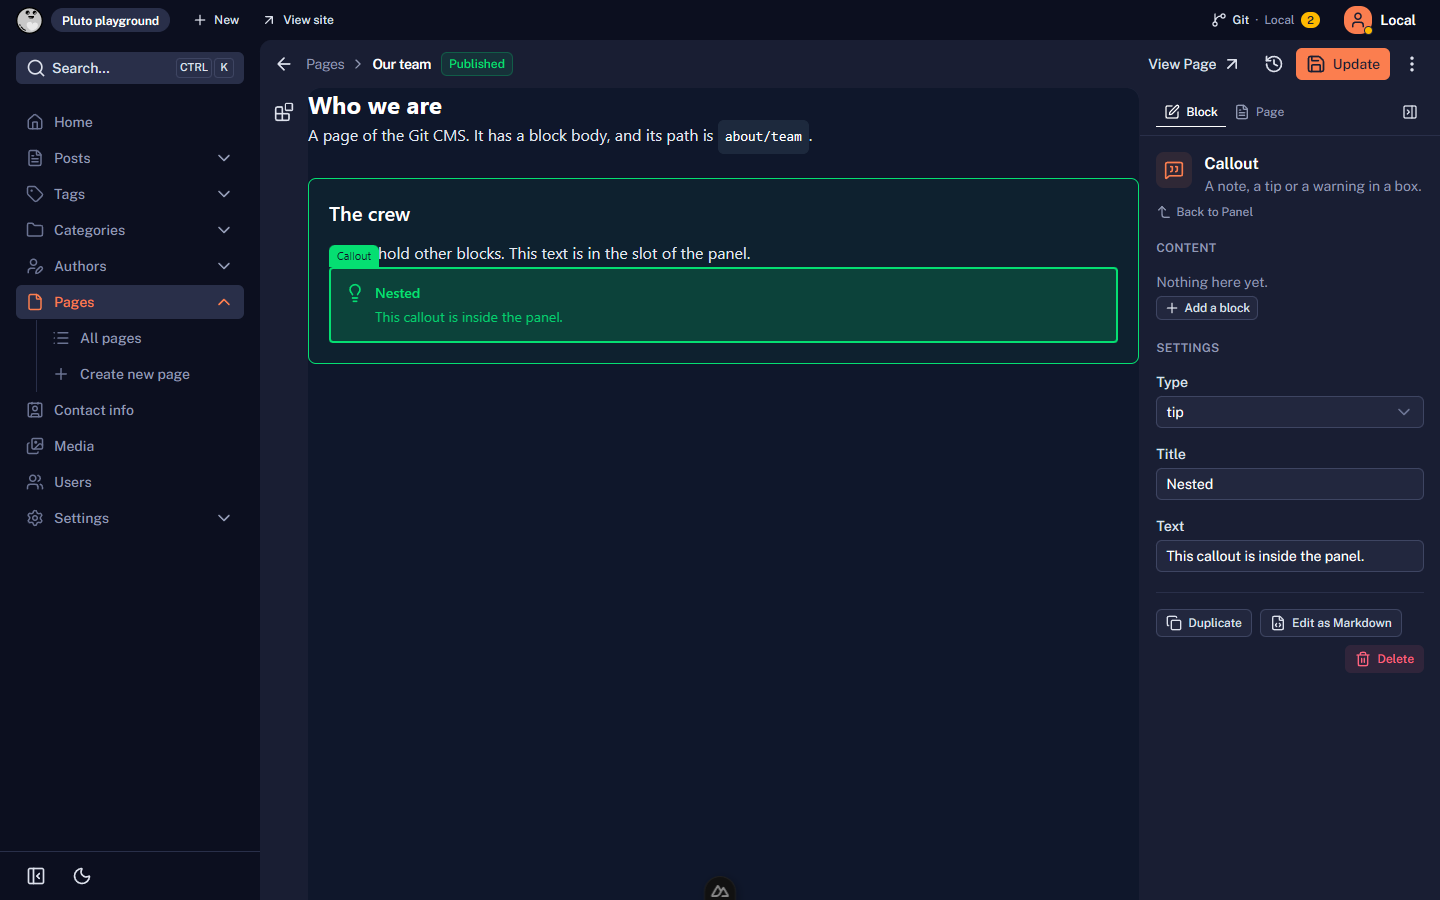 Pluto playground
New
View site
Git · Local 2
Local
Search...
CTRL K
Home
Posts
Tags
Categories
Authors
Pages
All pages
Create new page
Contact info
Media
Users
Settings
Pages
Our team
Published
View Page
Update
Who we are
A page of the Git CMS. It has a block body, and its path is about/team.
The crew
Callout
hold other blocks. This text is in the slot of the panel.
Nested
This callout is inside the panel.
Block
Page
Callout
A note, a tip or a warning in a box.
Back to Panel
CONTENT
Nothing here yet.
Add a block
SETTINGS
Type
tip
Title
Nested
Text
This callout is inside the panel.
Duplicate
Edit as Markdown
Delete